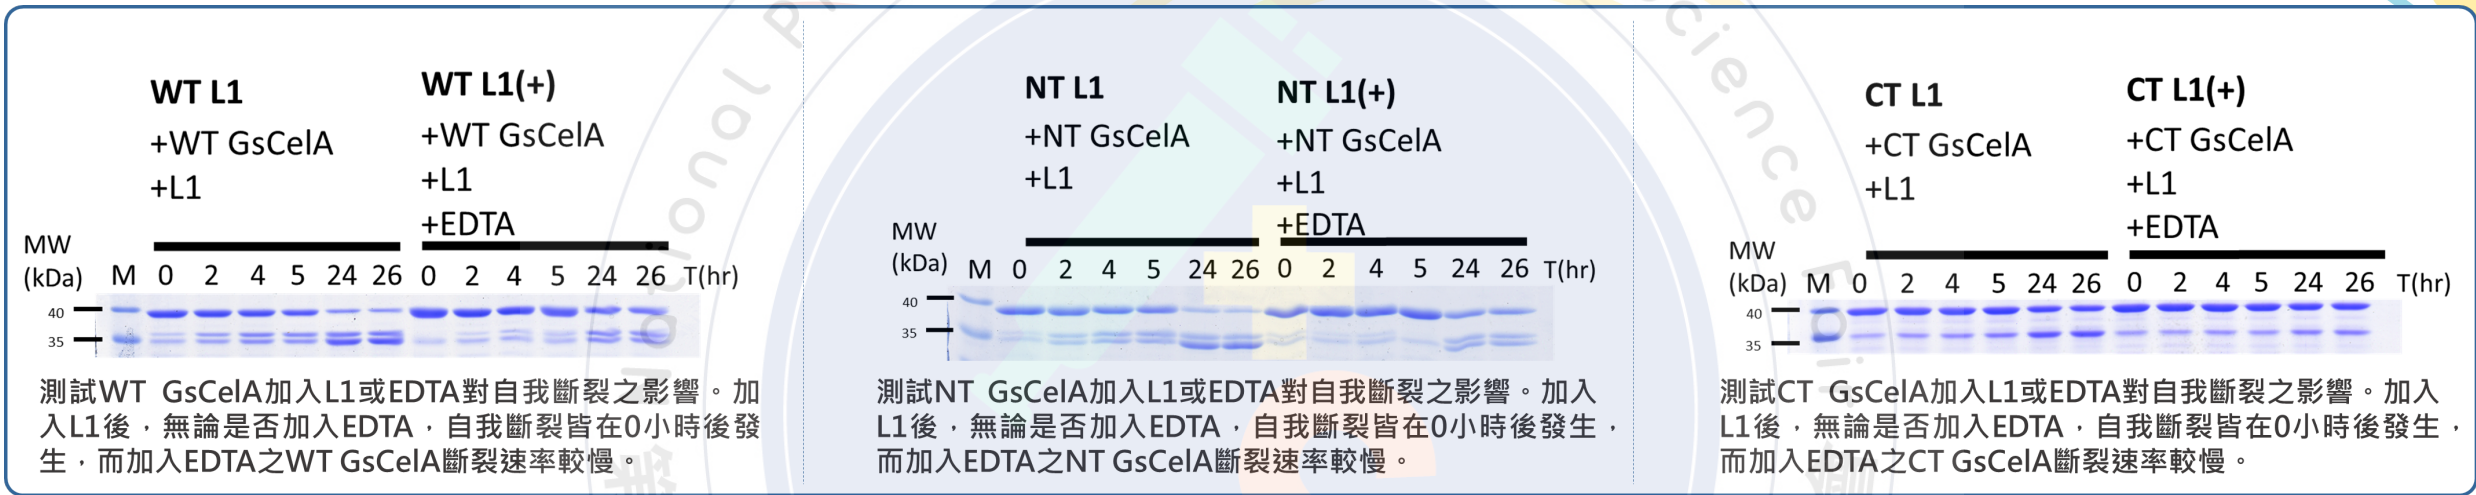 WT L1
+WT GsCelA
+L1
WT L1(+)
+WT GsCelA
+L1
+EDTA
MW
(kDa) M 0 2 4 5 24 26 0 2 4 5 24 26 T(hr)
40
35
測試WT GsCelA加入L1或EDTA對自我斷裂之影響。加
入L1後，無論是否加入EDTA，自我斷裂皆在0小時後發
生，而加入EDTA之WT GsCelA斷裂速率較慢。
NT L1
+NT GsCelA
+L1
NT L1(+)
+NT GsCelA
+L1
+EDTA
MW
(kDa) M 0 2 4 5 24 26 0 2 4 5 24 26 T(hr)
40
35
測試NT GsCelA加入L1或EDTA對自我斷裂之影響。加入
L1後，無論是否加入EDTA，自我斷裂皆在0小時後發生，
而加入EDTA之NT GsCelA斷裂速率較慢。
CT L1
+CT GsCelA
+L1
CT L1(+)
+CT GsCelA
+L1
+EDTA
MW
(kDa) M 0 2 4 5 24 26 0 2 4 5 24 26 T(hr)
40
35
測試CT GsCelA加入L1或EDTA對自我斷裂之影響。加入
L1後，無論是否加入EDTA，自我斷裂皆在0小時後發生，
而加入EDTA之CT GsCelA斷裂速率較慢。